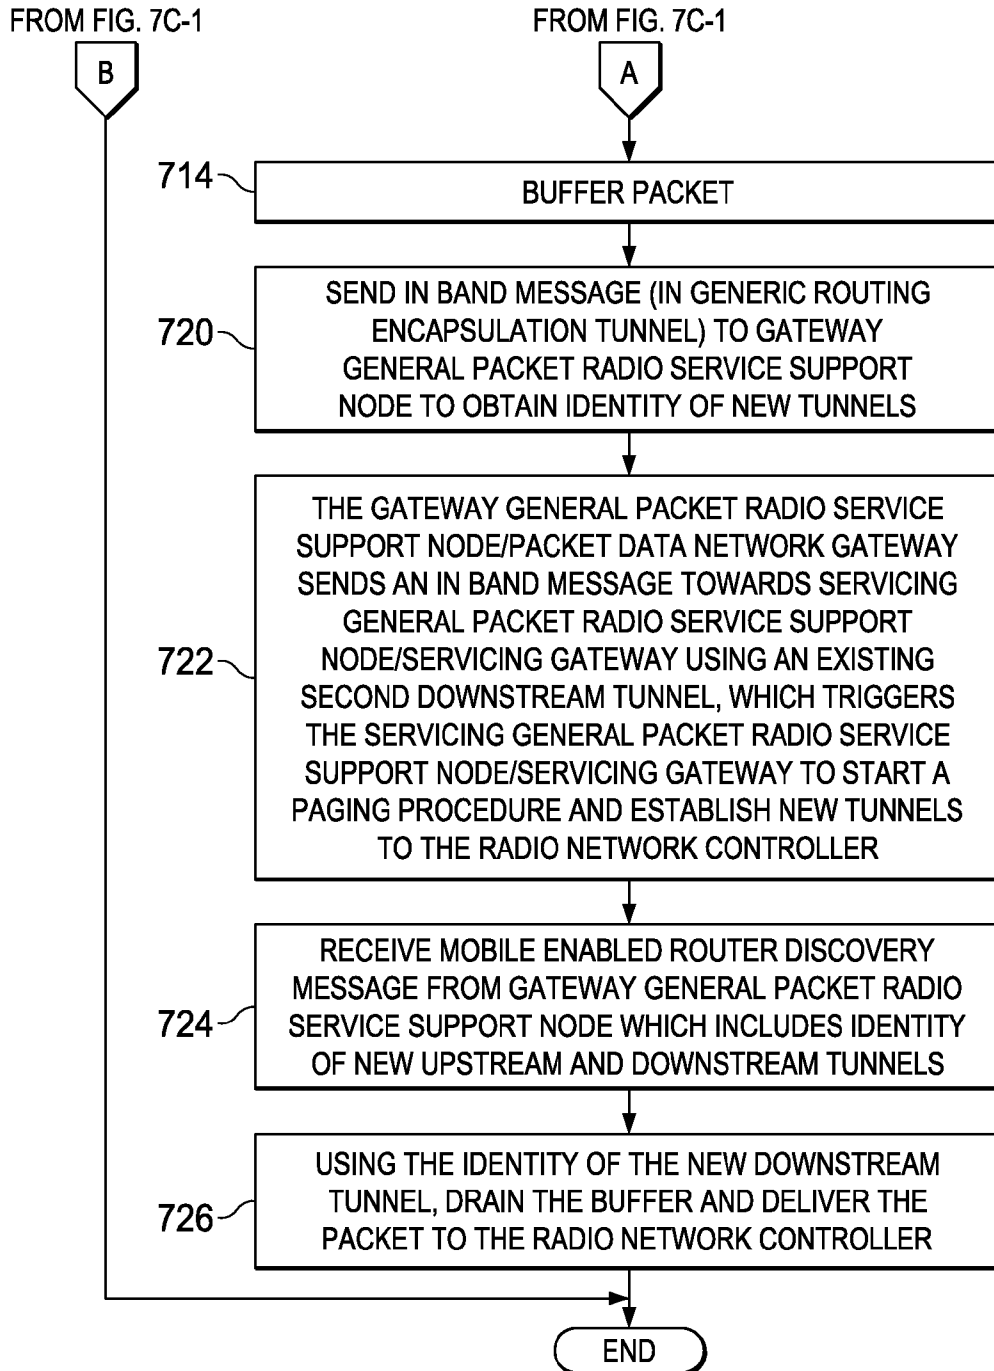 FROM FIG. 7C-1
FROM FIG. 7C-1
B
A
714
BUFFER PACKET
720
SEND IN BAND MESSAGE (IN GENERIC ROUTING
ENCAPSULATION TUNNEL) TO GATEWAY
GENERAL PACKET RADIO SERVICE SUPPORT
NODE TO OBTAIN IDENTITY OF NEW TUNNELS
722
THE GATEWAY GENERAL PACKET RADIO SERVICE
SUPPORT NODE/PACKET DATA NETWORK GATEWAY
SENDS AN IN BAND MESSAGE TOWARDS SERVICING
GENERAL PACKET RADIO SERVICE SUPPORT
NODE/SERVICING GATEWAY USING AN EXISTING
SECOND DOWNSTREAM TUNNEL, WHICH TRIGGERS
THE SERVICING GENERAL PACKET RADIO SERVICE
SUPPORT NODE/SERVICING GATEWAY TO START A
PAGING PROCEDURE AND ESTABLISH NEW TUNNELS
TO THE RADIO NETWORK CONTROLLER
724
RECEIVE MOBILE ENABLED ROUTER DISCOVERY
MESSAGE FROM GATEWAY GENERAL PACKET RADIO
SERVICE SUPPORT NODE WHICH INCLUDES IDENTITY
OF NEW UPSTREAM AND DOWNSTREAM TUNNELS
726
USING THE IDENTITY OF THE NEW DOWNSTREAM
TUNNEL, DRAIN THE BUFFER AND DELIVER THE
PACKET TO THE RADIO NETWORK CONTROLLER
END